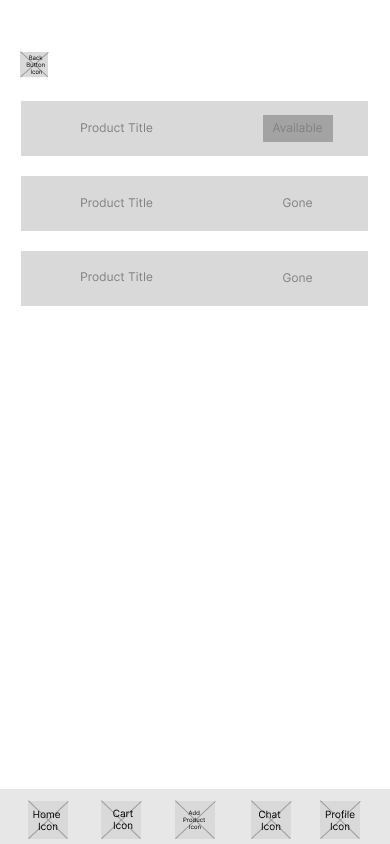 Back
Button
Icon
Product Title
Available
Product Title
Gone
Product Title
Gone
Home
Icon
Cart
Icon
Add
Product
Icon
Chat
Icon
Profile
Icon